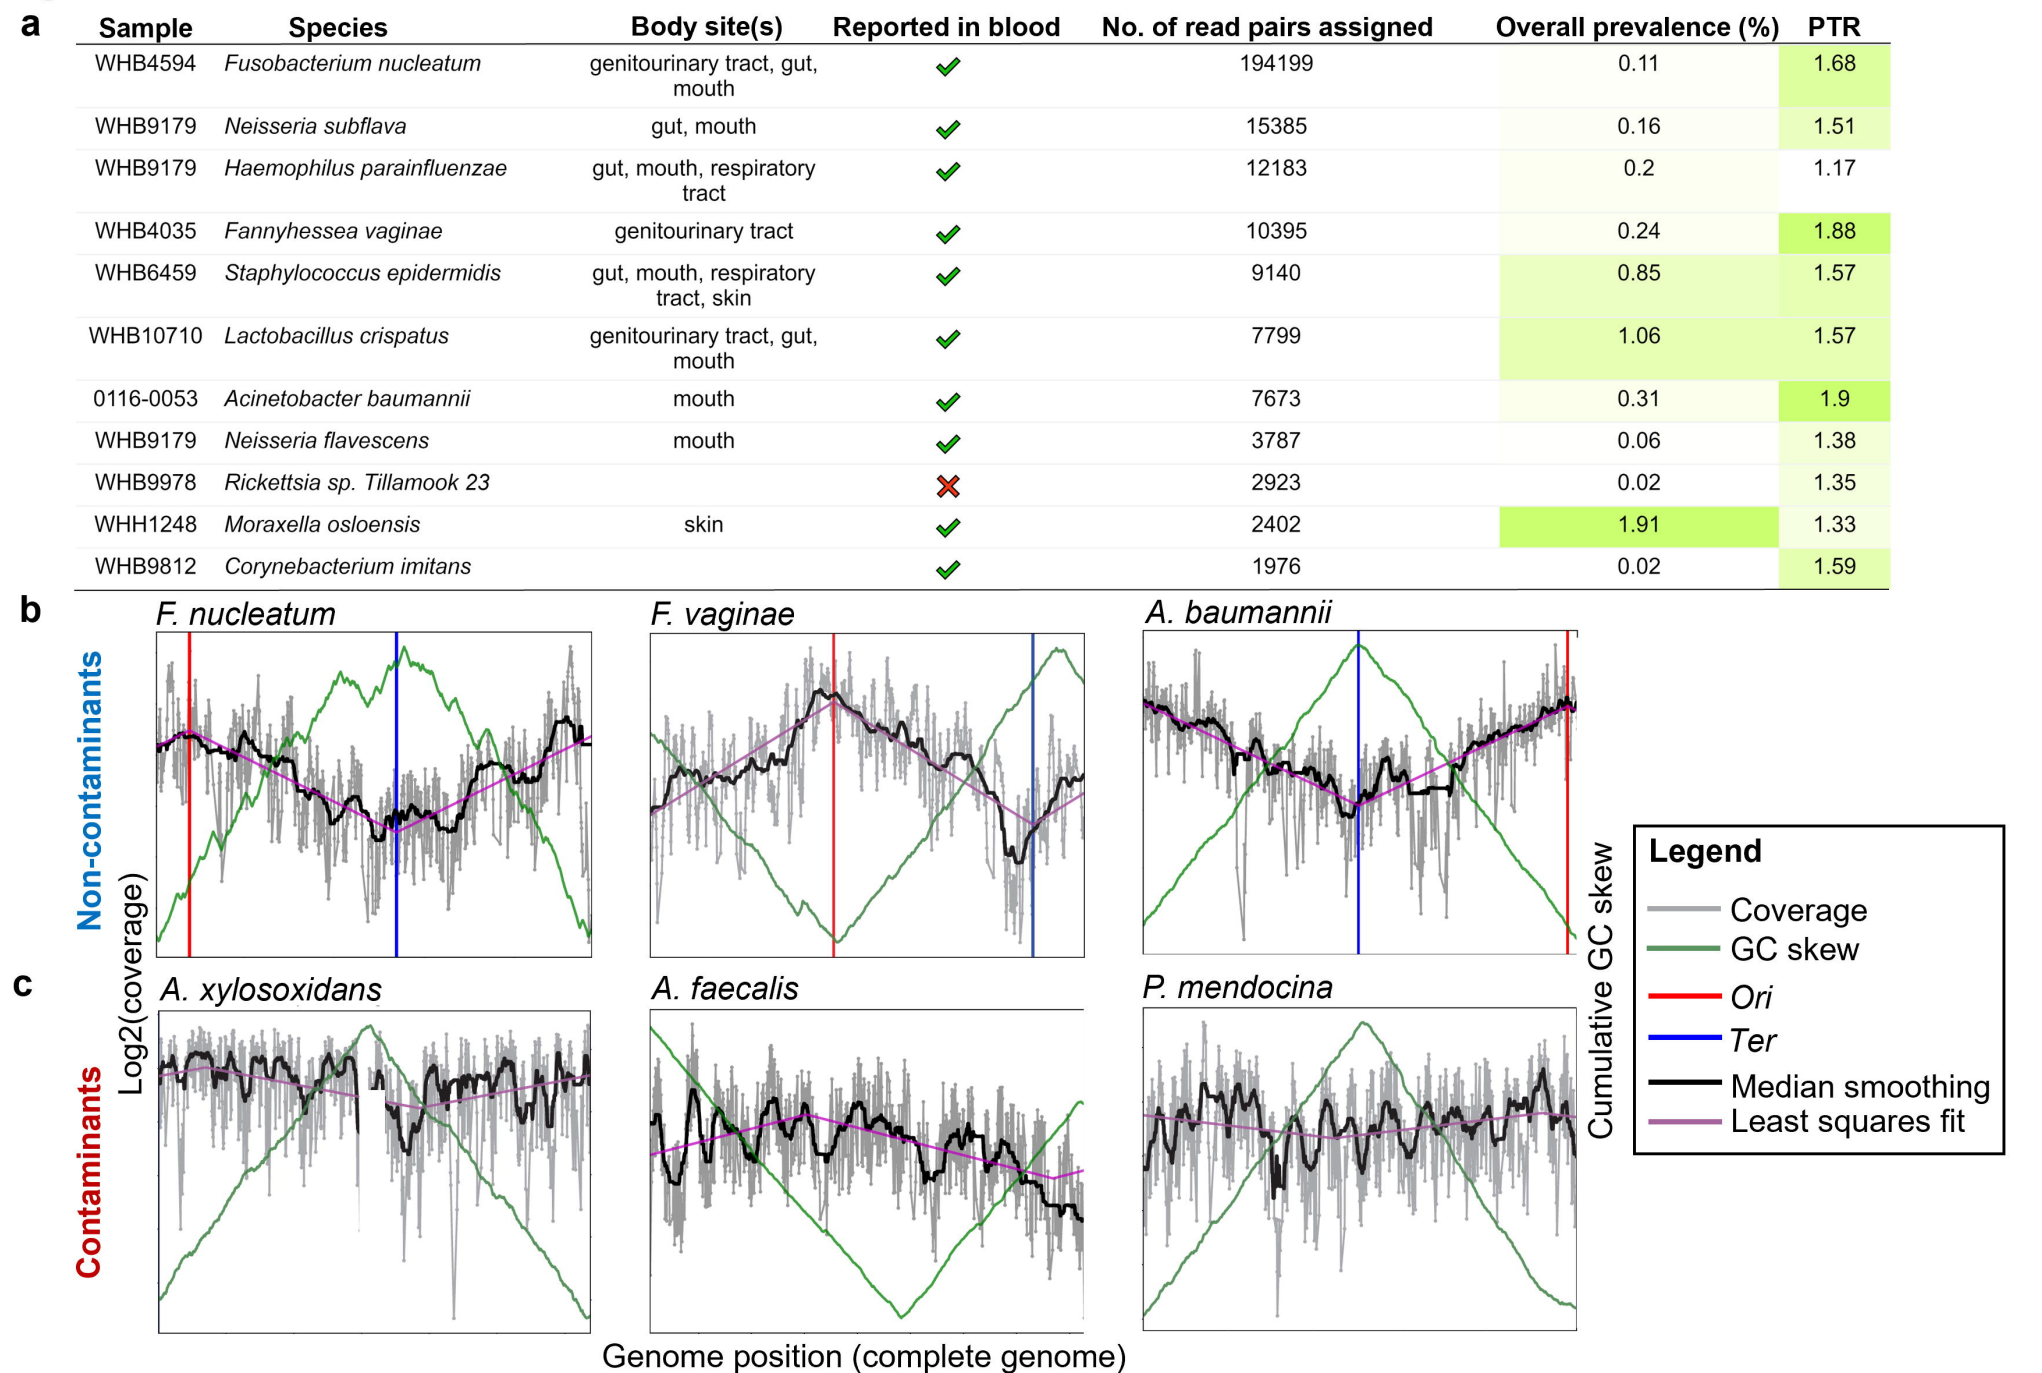 a
Sample Species Body site(s) Reported in blood No. of read pairs assigned Overall prevalence (%) PTR
WHB4594 Fusobacterium nucleatum genitourinary tract, gut, 194199 0.11 1.68
mouth
WHB9179 Neisseria subflava gut, mouth 15385 0.16 1.51
WHB9179 Haemophilus parainfluenzae gut, mouth, respiratory 12183 0.2 1.17
tract
WHB4035 Fannyhessea vaginae genitourinary tract 10395 0.24 1.88
WHB6459 Staphylococcus epidermidis gut, mouth, respiratory 9140 0.85 1.57
tract, skin
WHB10710 Lactobacillus crispatus genitourinary tract, gut, 7799 1.06 1.57
mouth
0116-0053 Acinetobacter baumannii mouth 7673 0.31 1.9
WHB9179 Neisseria flavescens mouth 3787 0.06 1.38
WHB9978 Rickettsia sp. Tillamook 23 2923 0.02 1.35
WHH1248 Moraxella osloensis skin 2402 1.91 1.33
WHB9812 Corynebacterium imitans 1976 0.02 1.59
b
Non-contaminants
F. nucleatum
F. vaginae
A. baumannii
c
Contaminants
Log2(coverage)
A. xylosoxidans
A. faecalis
P. mendocina
Cumulative GC skew
Genome position (complete genome)
Legend
Coverage
GC skew
Ori
Ter
Median smoothing
Least squares fit